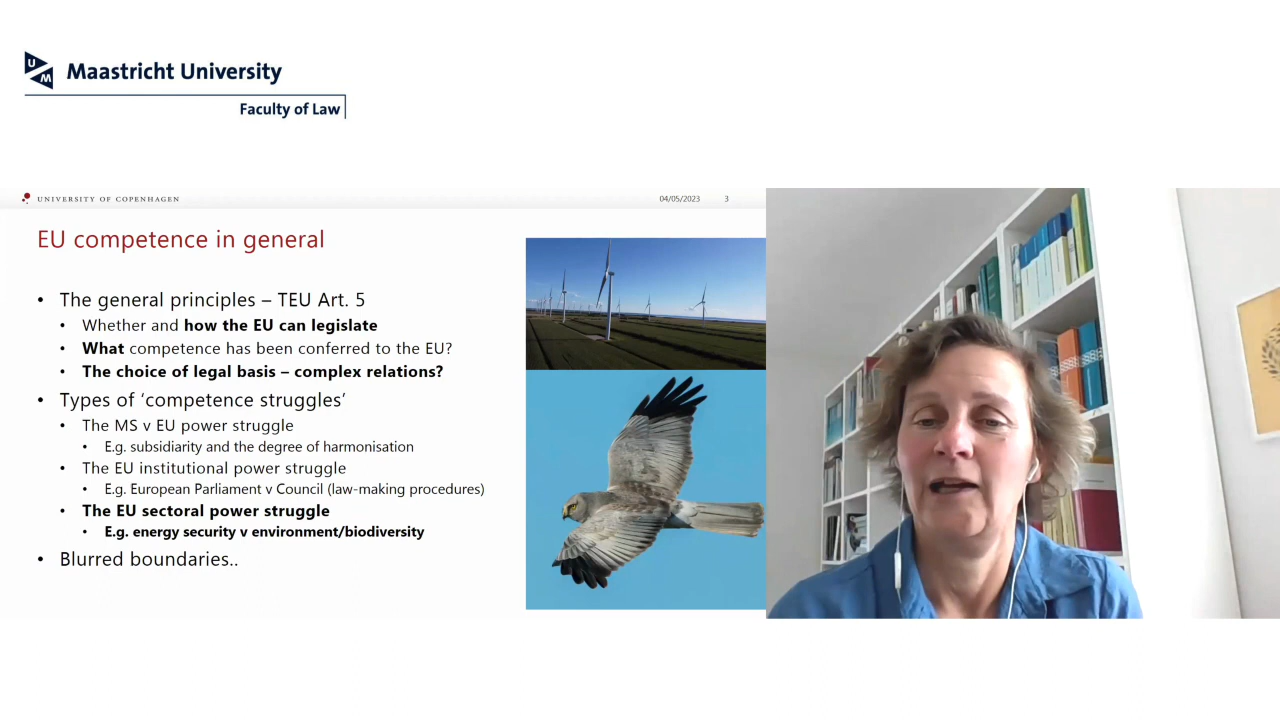 U
M
Maastricht University
Faculty of Law
UNIVERSITY OF COPENHAGEN
04/05/2023 3
EU competence in general
• The general principles – TEU Art. 5
• Whether and how the EU can legislate
• What competence has been conferred to the EU?
• The choice of legal basis – complex relations?
• Types of ‘competence struggles’
• The MS v EU power struggle
• E.g. subsidiarity and the degree of harmonisation
• The EU institutional power struggle
• E.g. European Parliament v Council (law-making procedures)
• The EU sectoral power struggle
• E.g. energy security v environment/biodiversity
• Blurred boundaries..